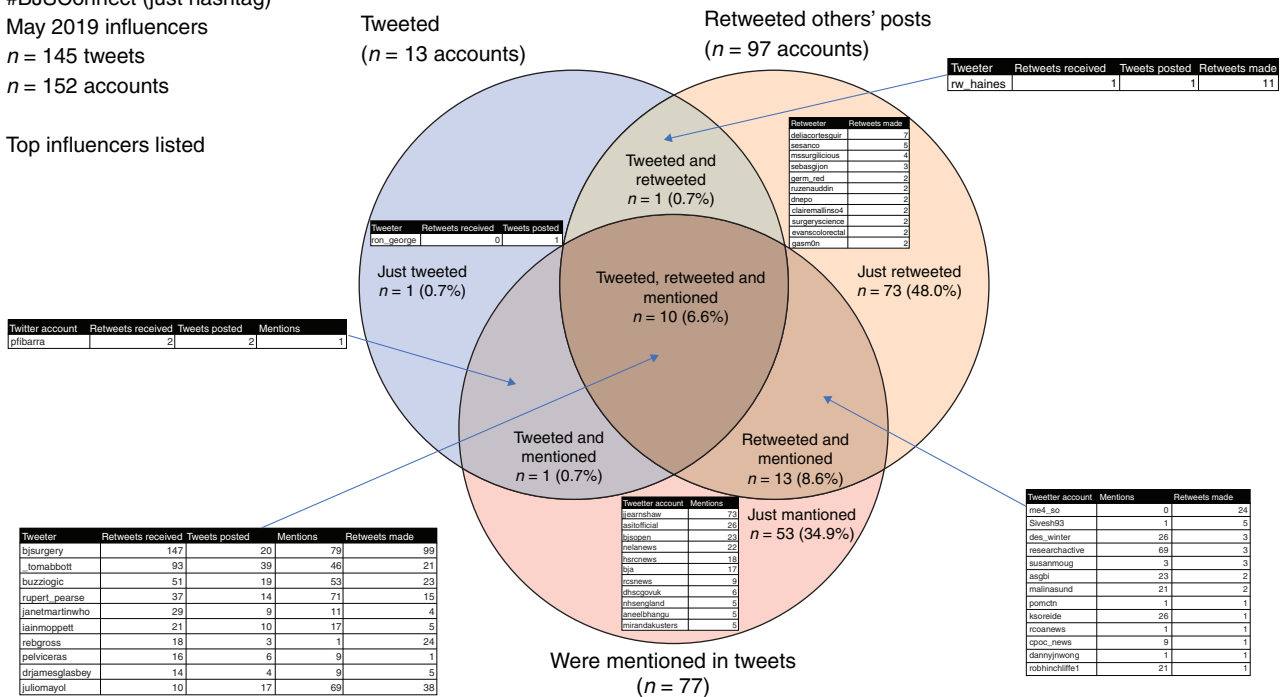 #BJSConnect (just hashtag)
May 2019 influencers
n = 145 tweets
n = 152 accounts
Top influencers listed
Tweeted
(n = 13 accounts)
Retweeted others' posts
(n = 97 accounts)
Tweeter Retweets received Tweets posted Retweets made
rw_haines 1 1 11
Retweeter Retweets made
deliacortesguir 7
sesanco 5
mssurgilicious 4
sebasgijon 3
germ_red 2
ruzenauddin 2
dnepo 2
clairemallinso4 2
surgeryscience 2
evanscolorectal 2
gasm0n 2
Tweeted and
retweeted
n = 1 (0.7%)
Tweeter Retweets received Tweets posted
ron_george 0 1
Just tweeted
n = 1 (0.7%)
Tweeted, retweeted and
mentioned
n = 10 (6.6%)
Just retweeted
n = 73 (48.0%)
Twitter account Retweets received Tweets posted Mentions
pfibarra 2 2 1
Tweeted and
mentioned
n = 1 (0.7%)
Retweeted and
mentioned
n = 13 (8.6%)
Tweetter account Mentions
jjearnshaw 73
asitofficial 26
bjsopen 23
nelanews 22
hsrcnews 18
bja 17
rcsnews 9
dhscgovuk 6
nhsengland 5
aneelbhangu 5
mirandakusters 5
Just mantioned
n = 53 (34.9%)
Tweeter Retweets received Tweets posted Mentions Retweets made
bjsurgery 147 20 79 99
_tomabbott 93 39 46 21
buzziogic 51 19 53 23
rupert_pearse 37 14 71 15
janetmartinwho 29 9 11 4
iainmoppett 21 10 17 5
rebgross 18 3 1 24
pelviceras 16 6 9 1
drjamesglasbey 14 4 9 5
juliomayol 10 17 69 38
Tweetter account Mentions Retweets made
me4_so 0 24
Sivesh93 1 5
des_winter 26 3
researchactive 69 3
susanmoug 3 3
asgbi 23 2
malinasund 21 2
pomctn 1 1
ksoreide 26 1
rcoanews 1 1
cpoc_news 9 1
dannyjnwong 1 1
robhinchliffe1 21 1
Were mentioned in tweets
(n = 77)